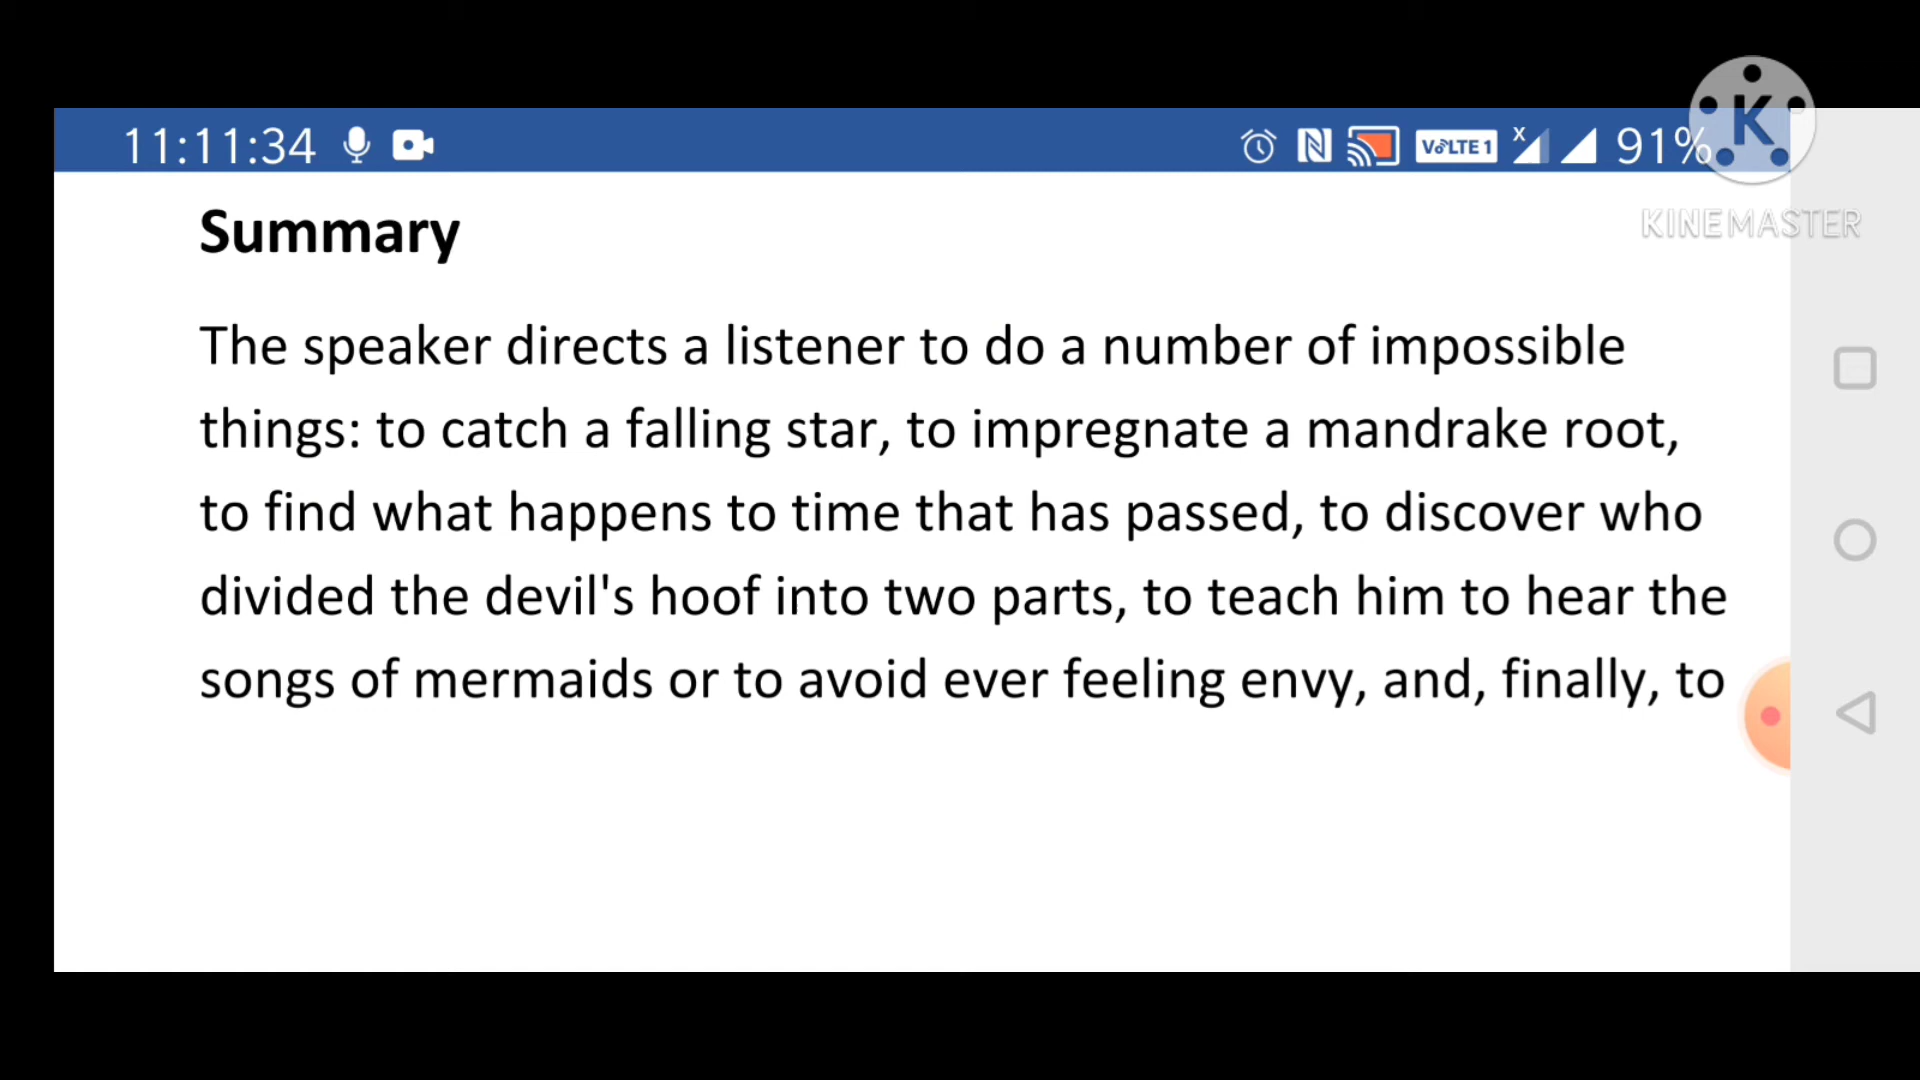 11:11:34 VoLTE 1 x 91%
K
KINEMASTER
Summary
The speaker directs a listener to do a number of impossible
things: to catch a falling star, to impregnate a mandrake root,
to find what happens to time that has passed, to discover who
divided the devil's hoof into two parts, to teach him to hear the
songs of mermaids or to avoid ever feeling envy, and, finally, to